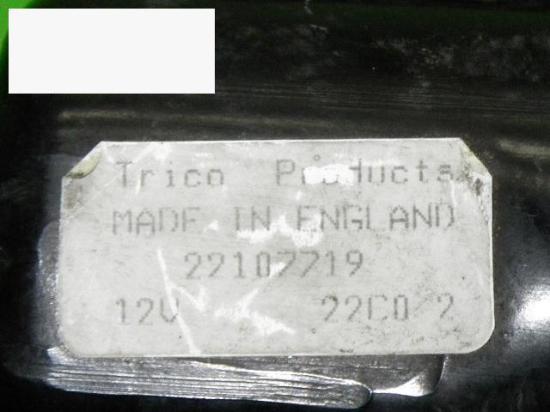 Trico Products
MADE IN ENGLAND
22107719
12V 22C0/2